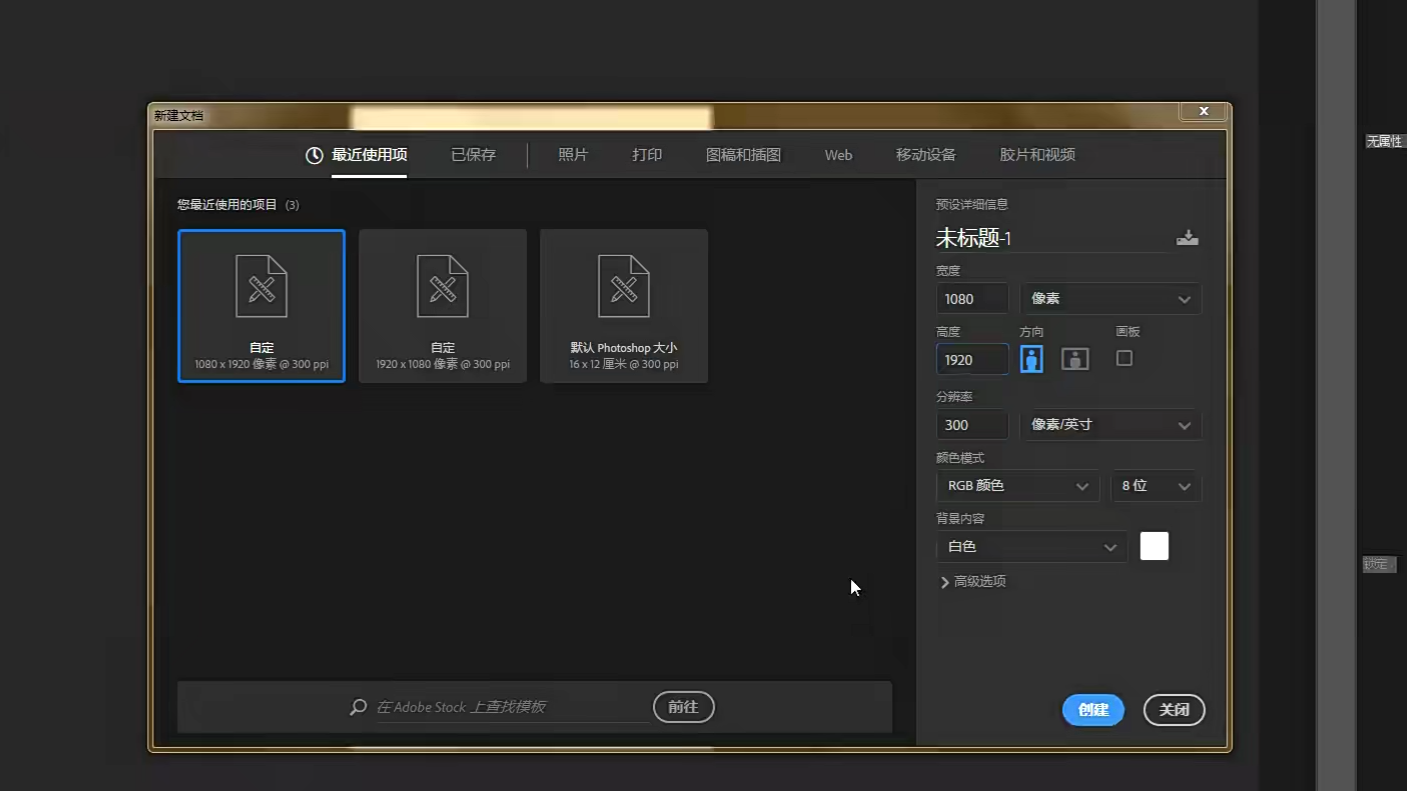 新建文档
最近使用项 已保存 照片 打印 图稿和插图 Web 移动设备 胶片和视频
无属性
您最近使用的项目 (3)
自定
1080 x 1920 像素 @ 300 ppi
自定
1920 x 1080 像素 @ 300 ppi
默认 Photoshop 大小
16 x 12 厘米 @ 300 ppi
在 Adobe Stock 上查找模板
前往
预设详细信息
未标题-1
宽度
1080 像素
高度 方向 画板
1920
分辨率
300 像素/英寸
颜色模式
RGB 颜色 8 位
背景内容
白色
高级选项
创建 关闭
锁定